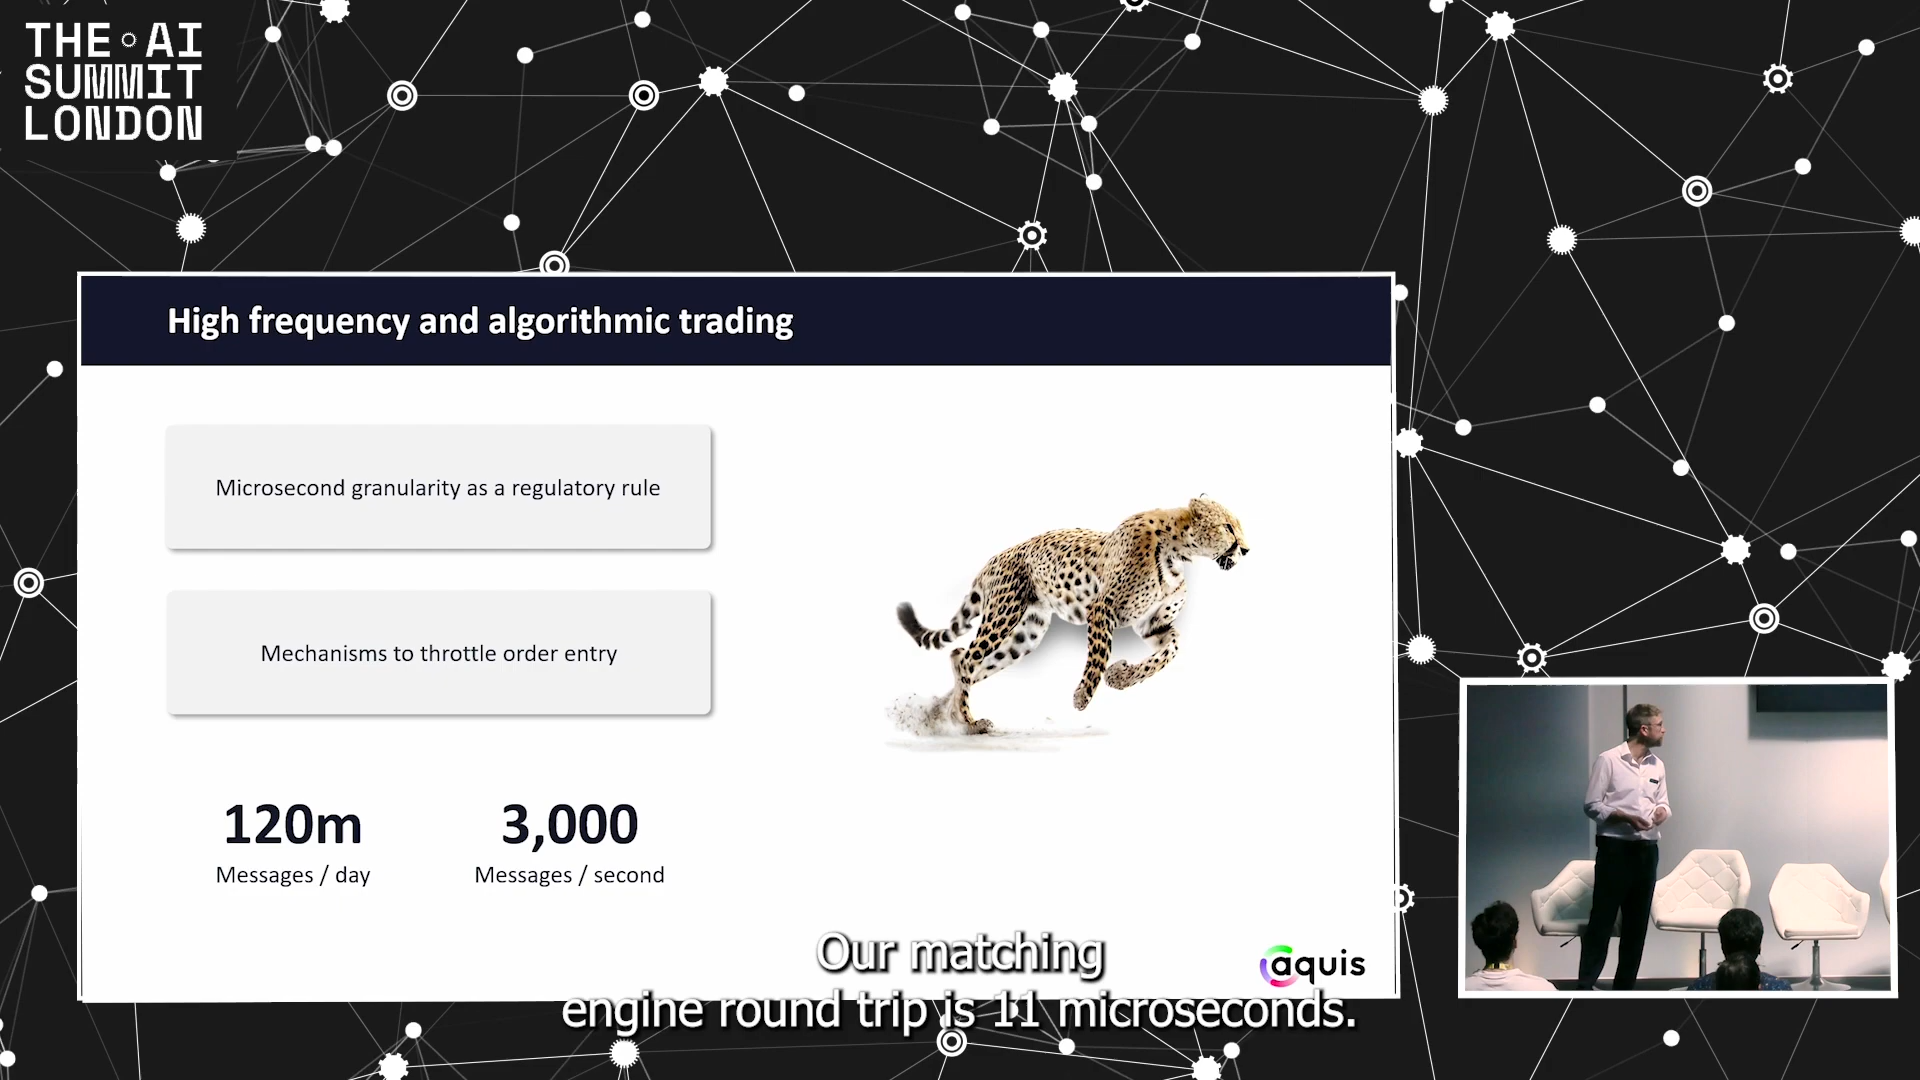 THE AI
SUMMIT
LONDON
High frequency and algorithmic trading
Microsecond granularity as a regulatory rule
Mechanisms to throttle order entry
120m
Messages / day
3,000
Messages / second
aquis
Our matching
engine round trip is 11 microseconds.